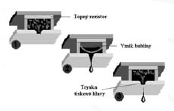 Topný rezistor
Vznik bubliny
Tryska
tiskové hlavy